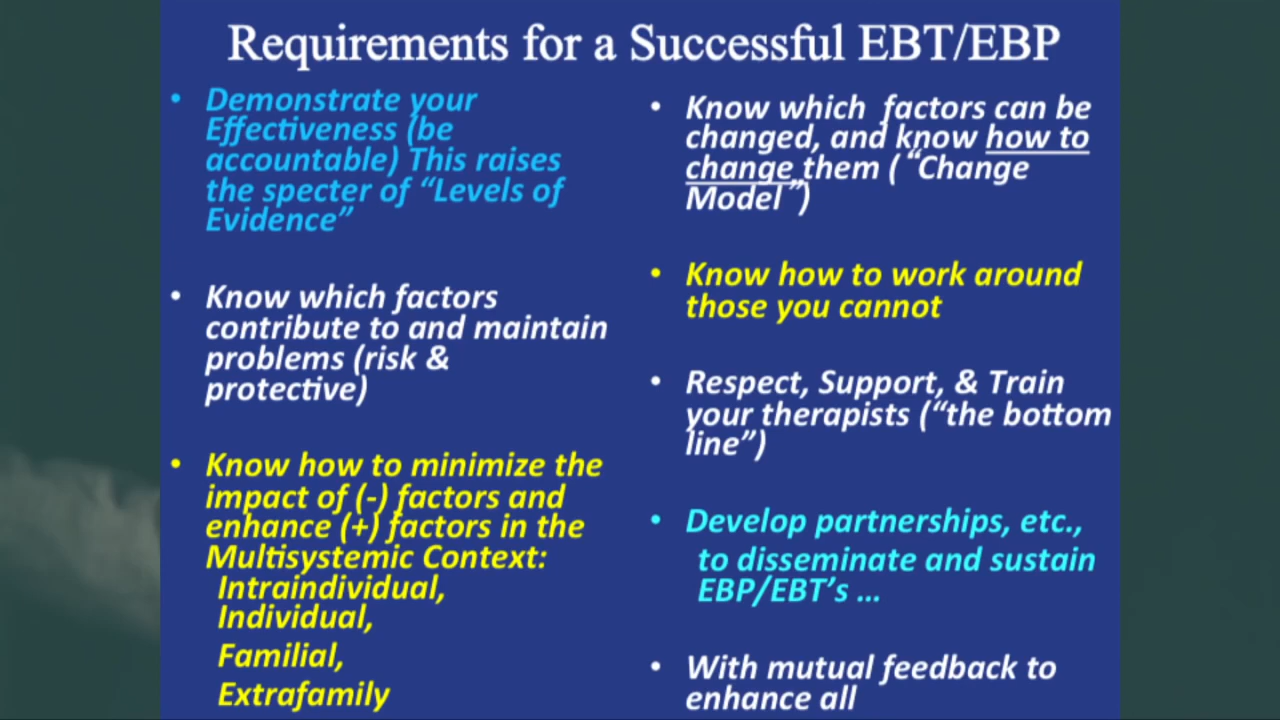 Requirements for a Successful EBT/EBP
• Demonstrate your
Effectiveness (be
accountable) This raises
the specter of “Levels of
Evidence”
• Know which factors
contribute to and maintain
problems (risk &
protective)
• Know how to minimize the
impact of (-) factors and
enhance (+) factors in the
Multisystemic Context:
Intraindividual,
Individual,
Familial,
Extrafamily
• Know which factors can be
changed, and know how to
change them ( “Change
Model”)
• Know how to work around
those you cannot
• Respect, Support, & Train
your therapists (“the bottom
line”)
• Develop partnerships, etc.,
to disseminate and sustain
EBP/EBT’s ...
• With mutual feedback to
enhance all